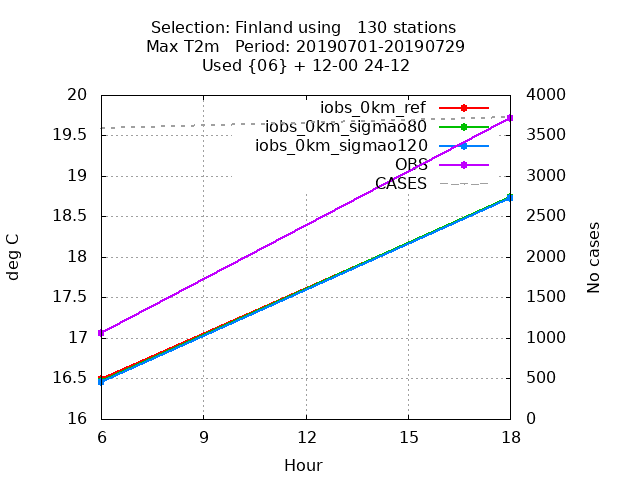 Selection: Finland using   130 stations
Max T2m   Period: 20190701-20190729
Used {06} + 12-00 24-12
iobs_0km_ref
iobs_0km_sigmao80
iobs_0km_sigmao120
OBS
CASES
deg C
20
19.5
19
18.5
18
17.5
17
16.5
16
4000
3500
3000
2500
2000
1500
1000
500
0
No cases
6 9 12 15 18
Hour